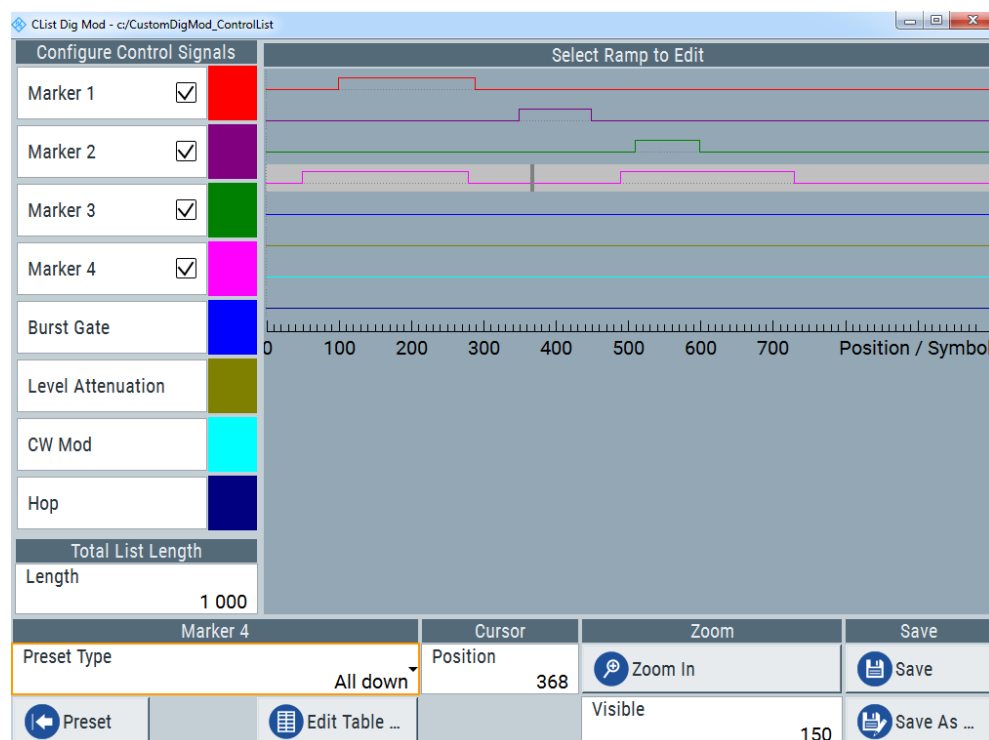 CList Dig Mod - c:/CustomDigMod_ControlList
Configure Control Signals
Select Ramp to Edit
Marker 1
Marker 2
Marker 3
Marker 4
Burst Gate
Level Attenuation
CW Mod
Hop
0 100 200 300 400 500 600 700 Position / Symbol
Total List Length
Length
1 000
Marker 4
Cursor
Zoom
Save
Preset Type
All down
Position
368
Zoom In
Save
Preset
Edit Table ...
Visible
150
Save As ...